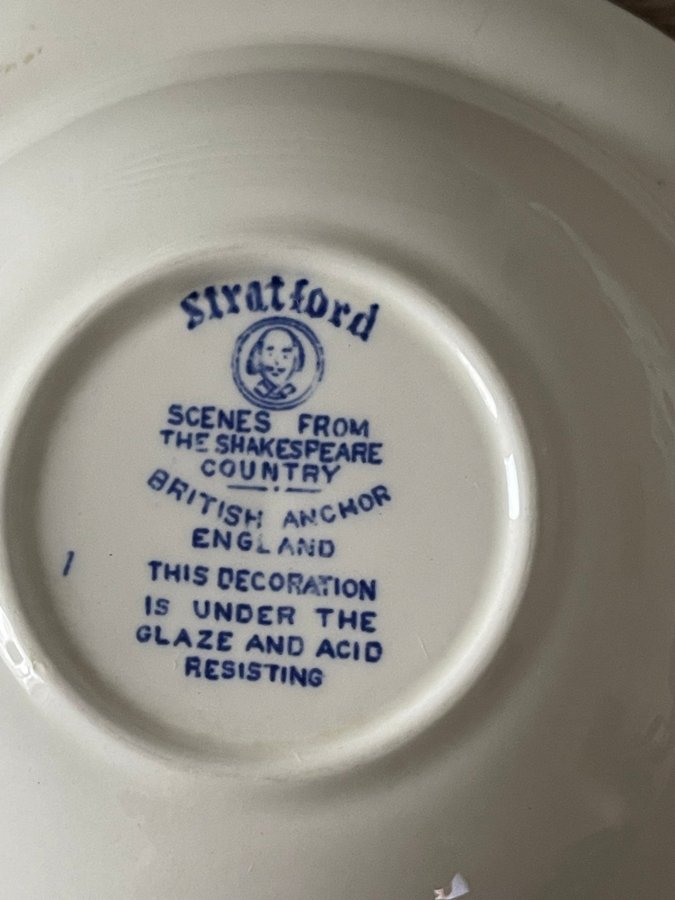 Stratford
SCENES FROM
THE SHAKESPEARE
COUNTRY
BRITISH ANCHOR
ENGLAND
1
THIS DECORATION
IS UNDER THE
GLAZE AND ACID
RESISTING